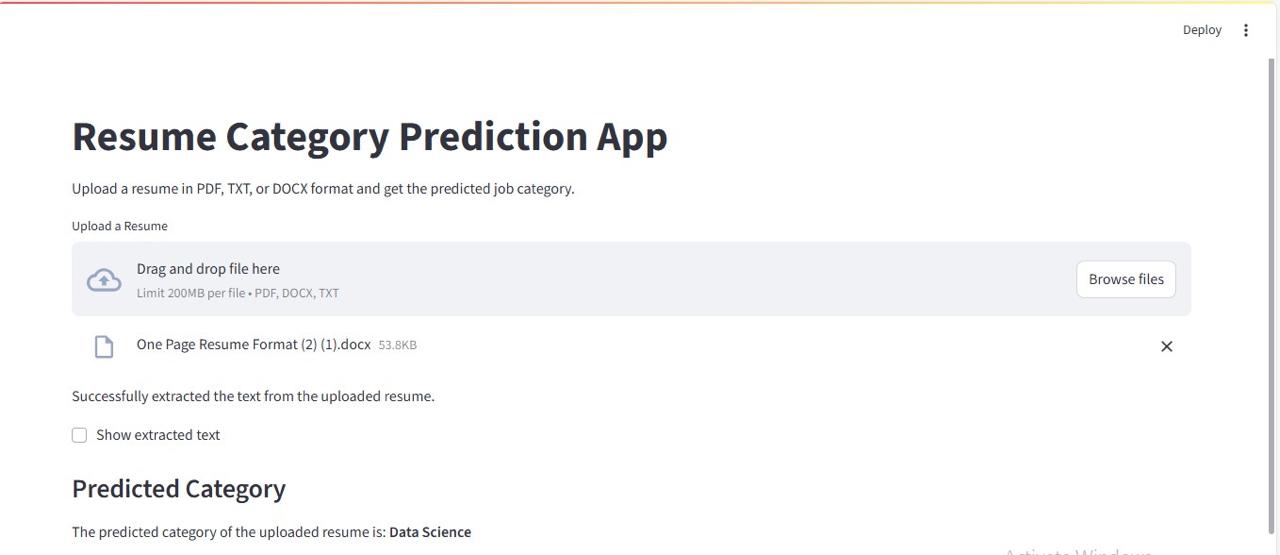 Deploy
Resume Category Prediction App
Upload a resume in PDF, TXT, or DOCX format and get the predicted job category.
Upload a Resume
Drag and drop file here
Limit 200MB per file • PDF, DOCX, TXT
Browse files
One Page Resume Format (2) (1).docx 53.8KB
Successfully extracted the text from the uploaded resume.
Show extracted text
Predicted Category
The predicted category of the uploaded resume is: Data Science
Activate Windows